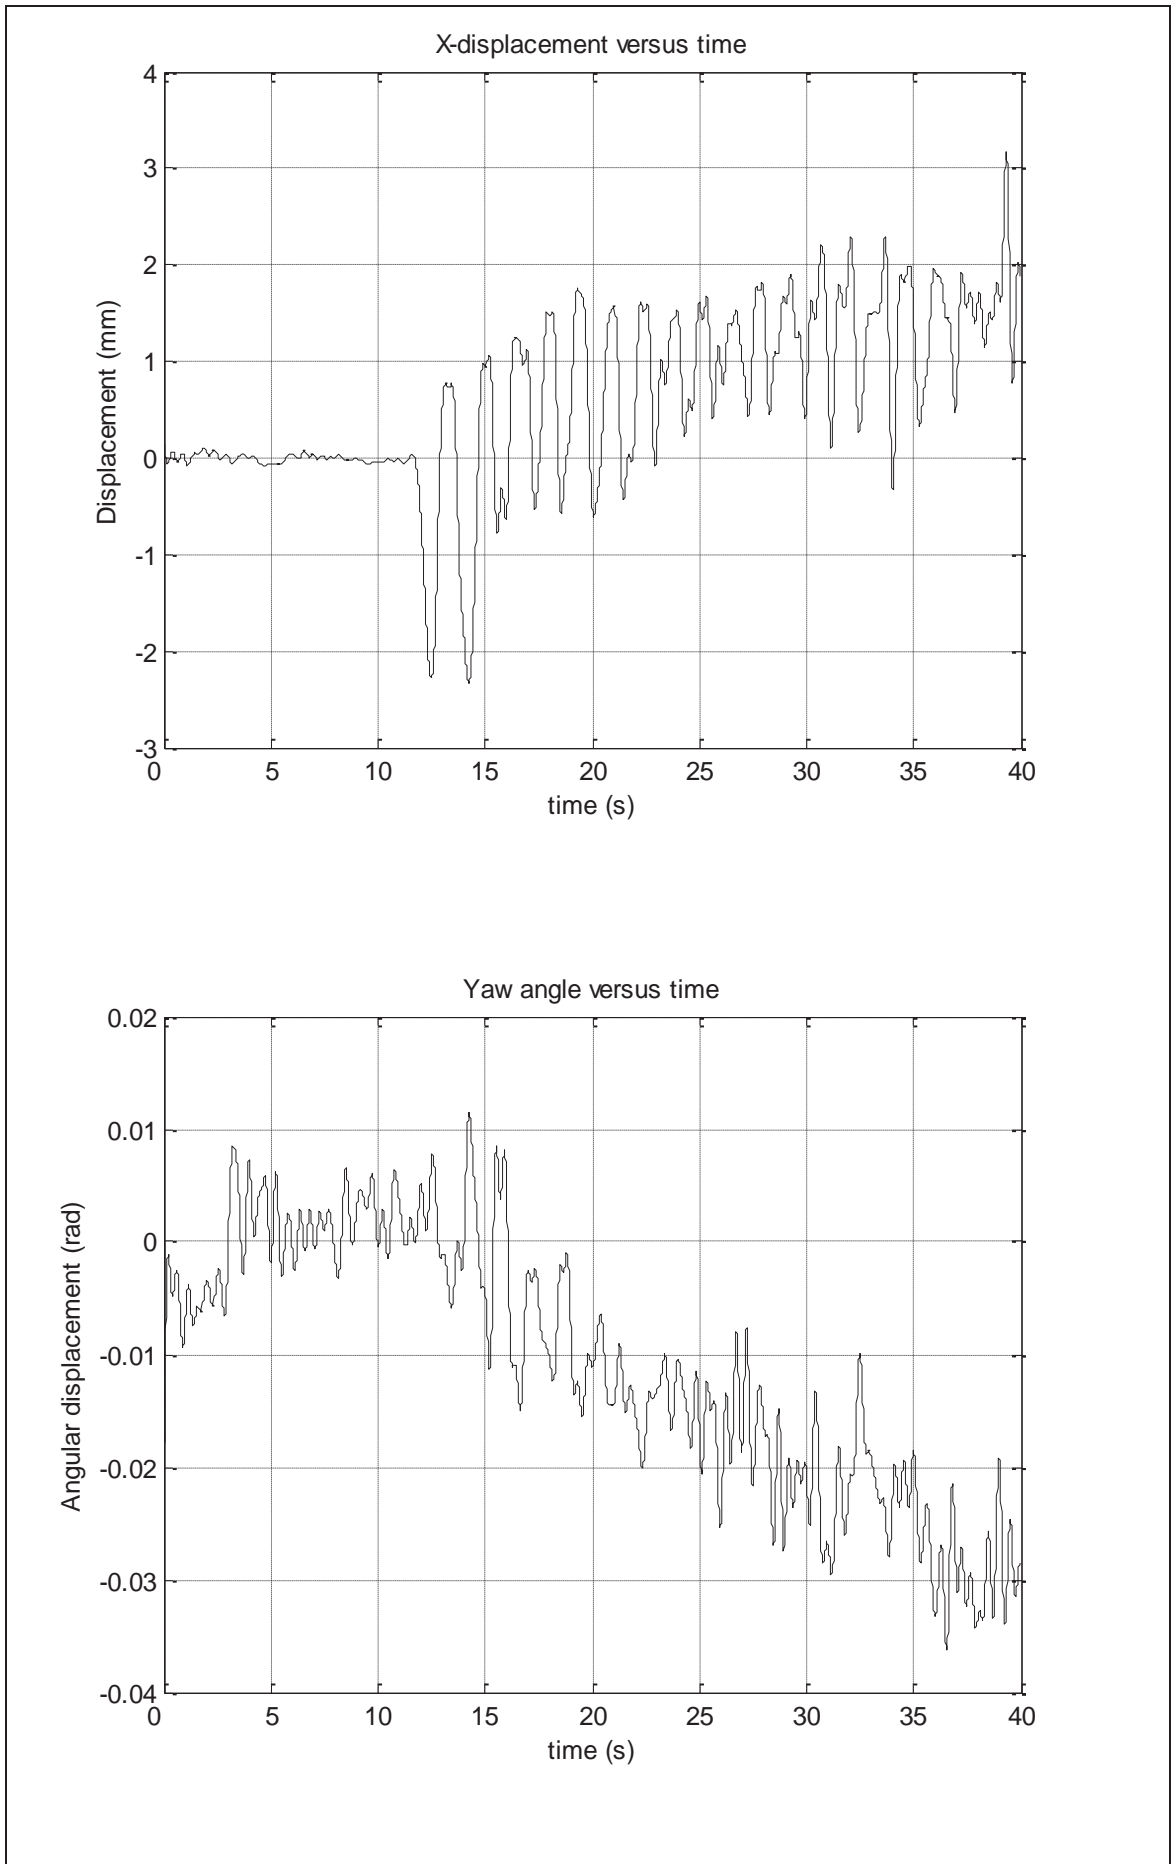 X-displacement versus time
4
3
2
1
0
-1
-2
-3
0 5 10 15 20 25 30 35 40
Displacement (mm)
time (s)
Yaw angle versus time
0.02
0.01
0
-0.01
-0.02
-0.03
-0.04
0 5 10 15 20 25 30 35 40
Angular displacement (rad)
time (s)